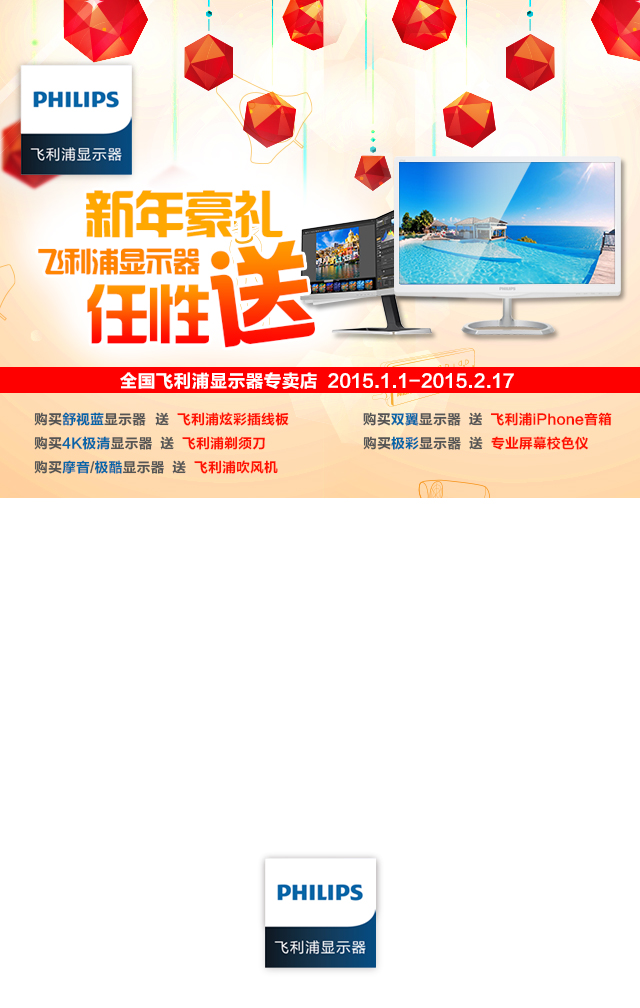 PHILIPS
飞利浦显示器
新年豪礼
飞利浦显示器
任性送
全国飞利浦显示器专卖店 2015.1.1-2015.2.17
购买舒视蓝显示器 送 飞利浦炫彩插线板
购买双翼显示器 送 飞利浦iPhone音箱
购买4K极清显示器 送 飞利浦剃须刀
购买极彩显示器 送 专业屏幕校色仪
购买摩音/极酷显示器 送 飞利浦吹风机
PHILIPS
飞利浦显示器